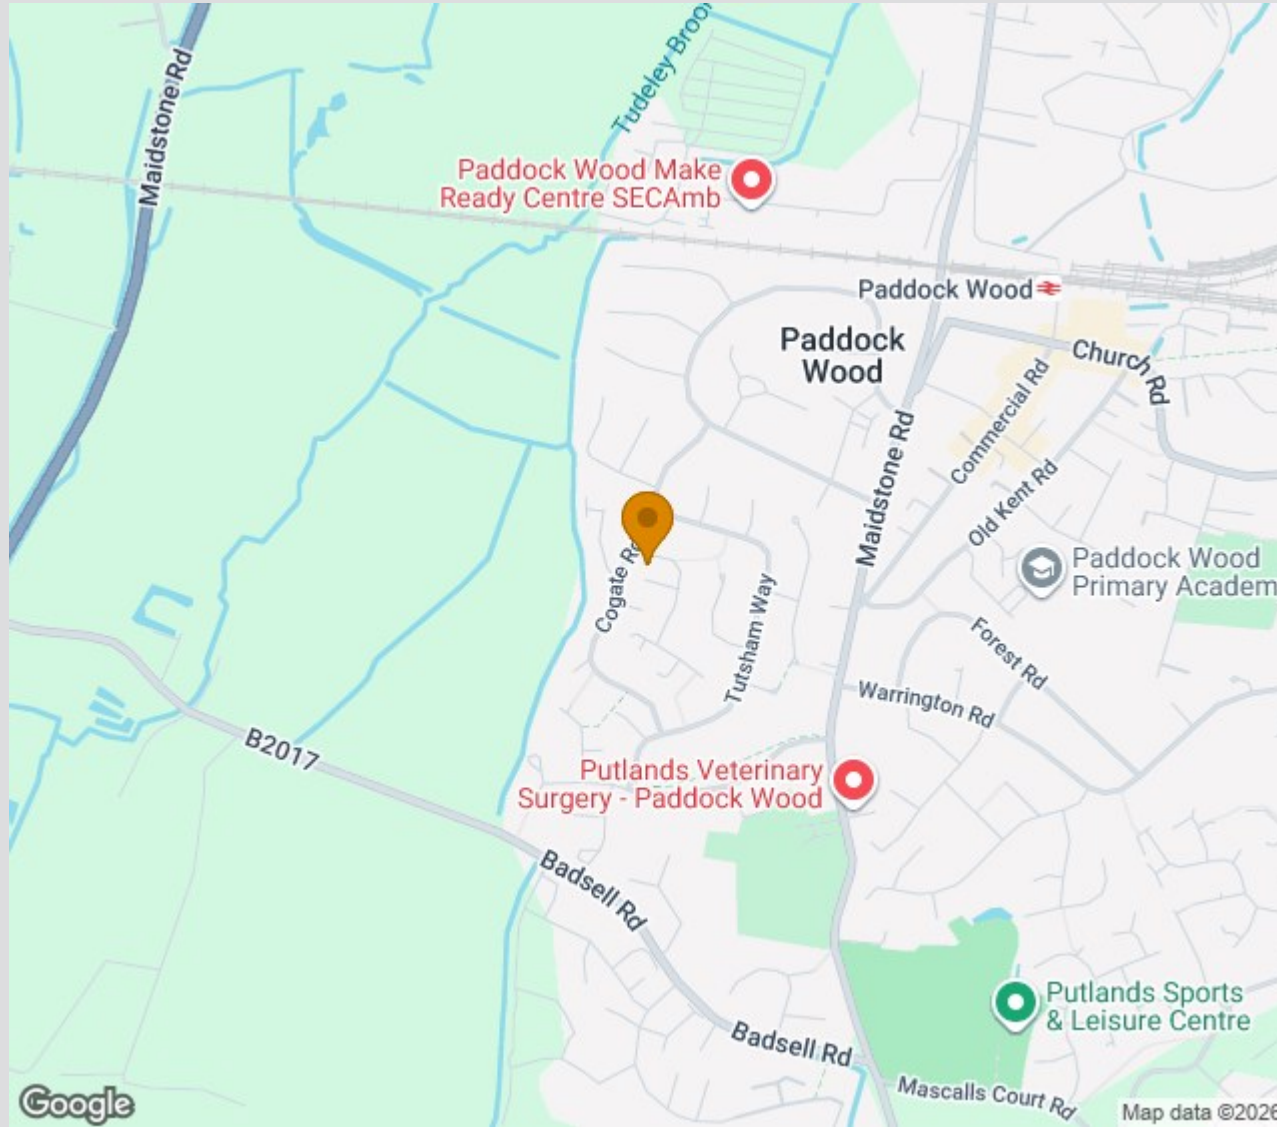 Maidstone Rd
Tudeley Broo
Paddock Wood Make
Ready Centre SECAmb
Paddock Wood
Paddock
Wood
Church Rd
Commercial Rd
Maidstone Rd
Old Kent Rd
Paddock Wood
Primary Academ
Cogate Rd
Tutsham Way
Forest Rd
Warrington Rd
B2017
Putlands Veterinary
Surgery - Paddock Wood
Badsell Rd
Putlands Sports
& Leisure Centre
Badsell Rd
Mascalls Court Rd
Google
Map data ©2026